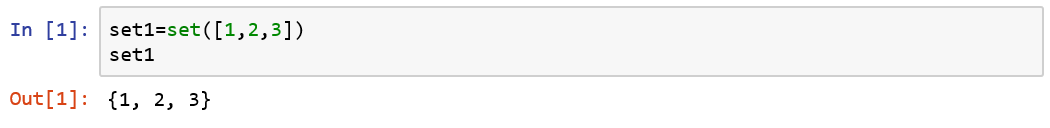 In [1]: set1=set([1,2,3])
set1
Out[1]: {1, 2, 3}